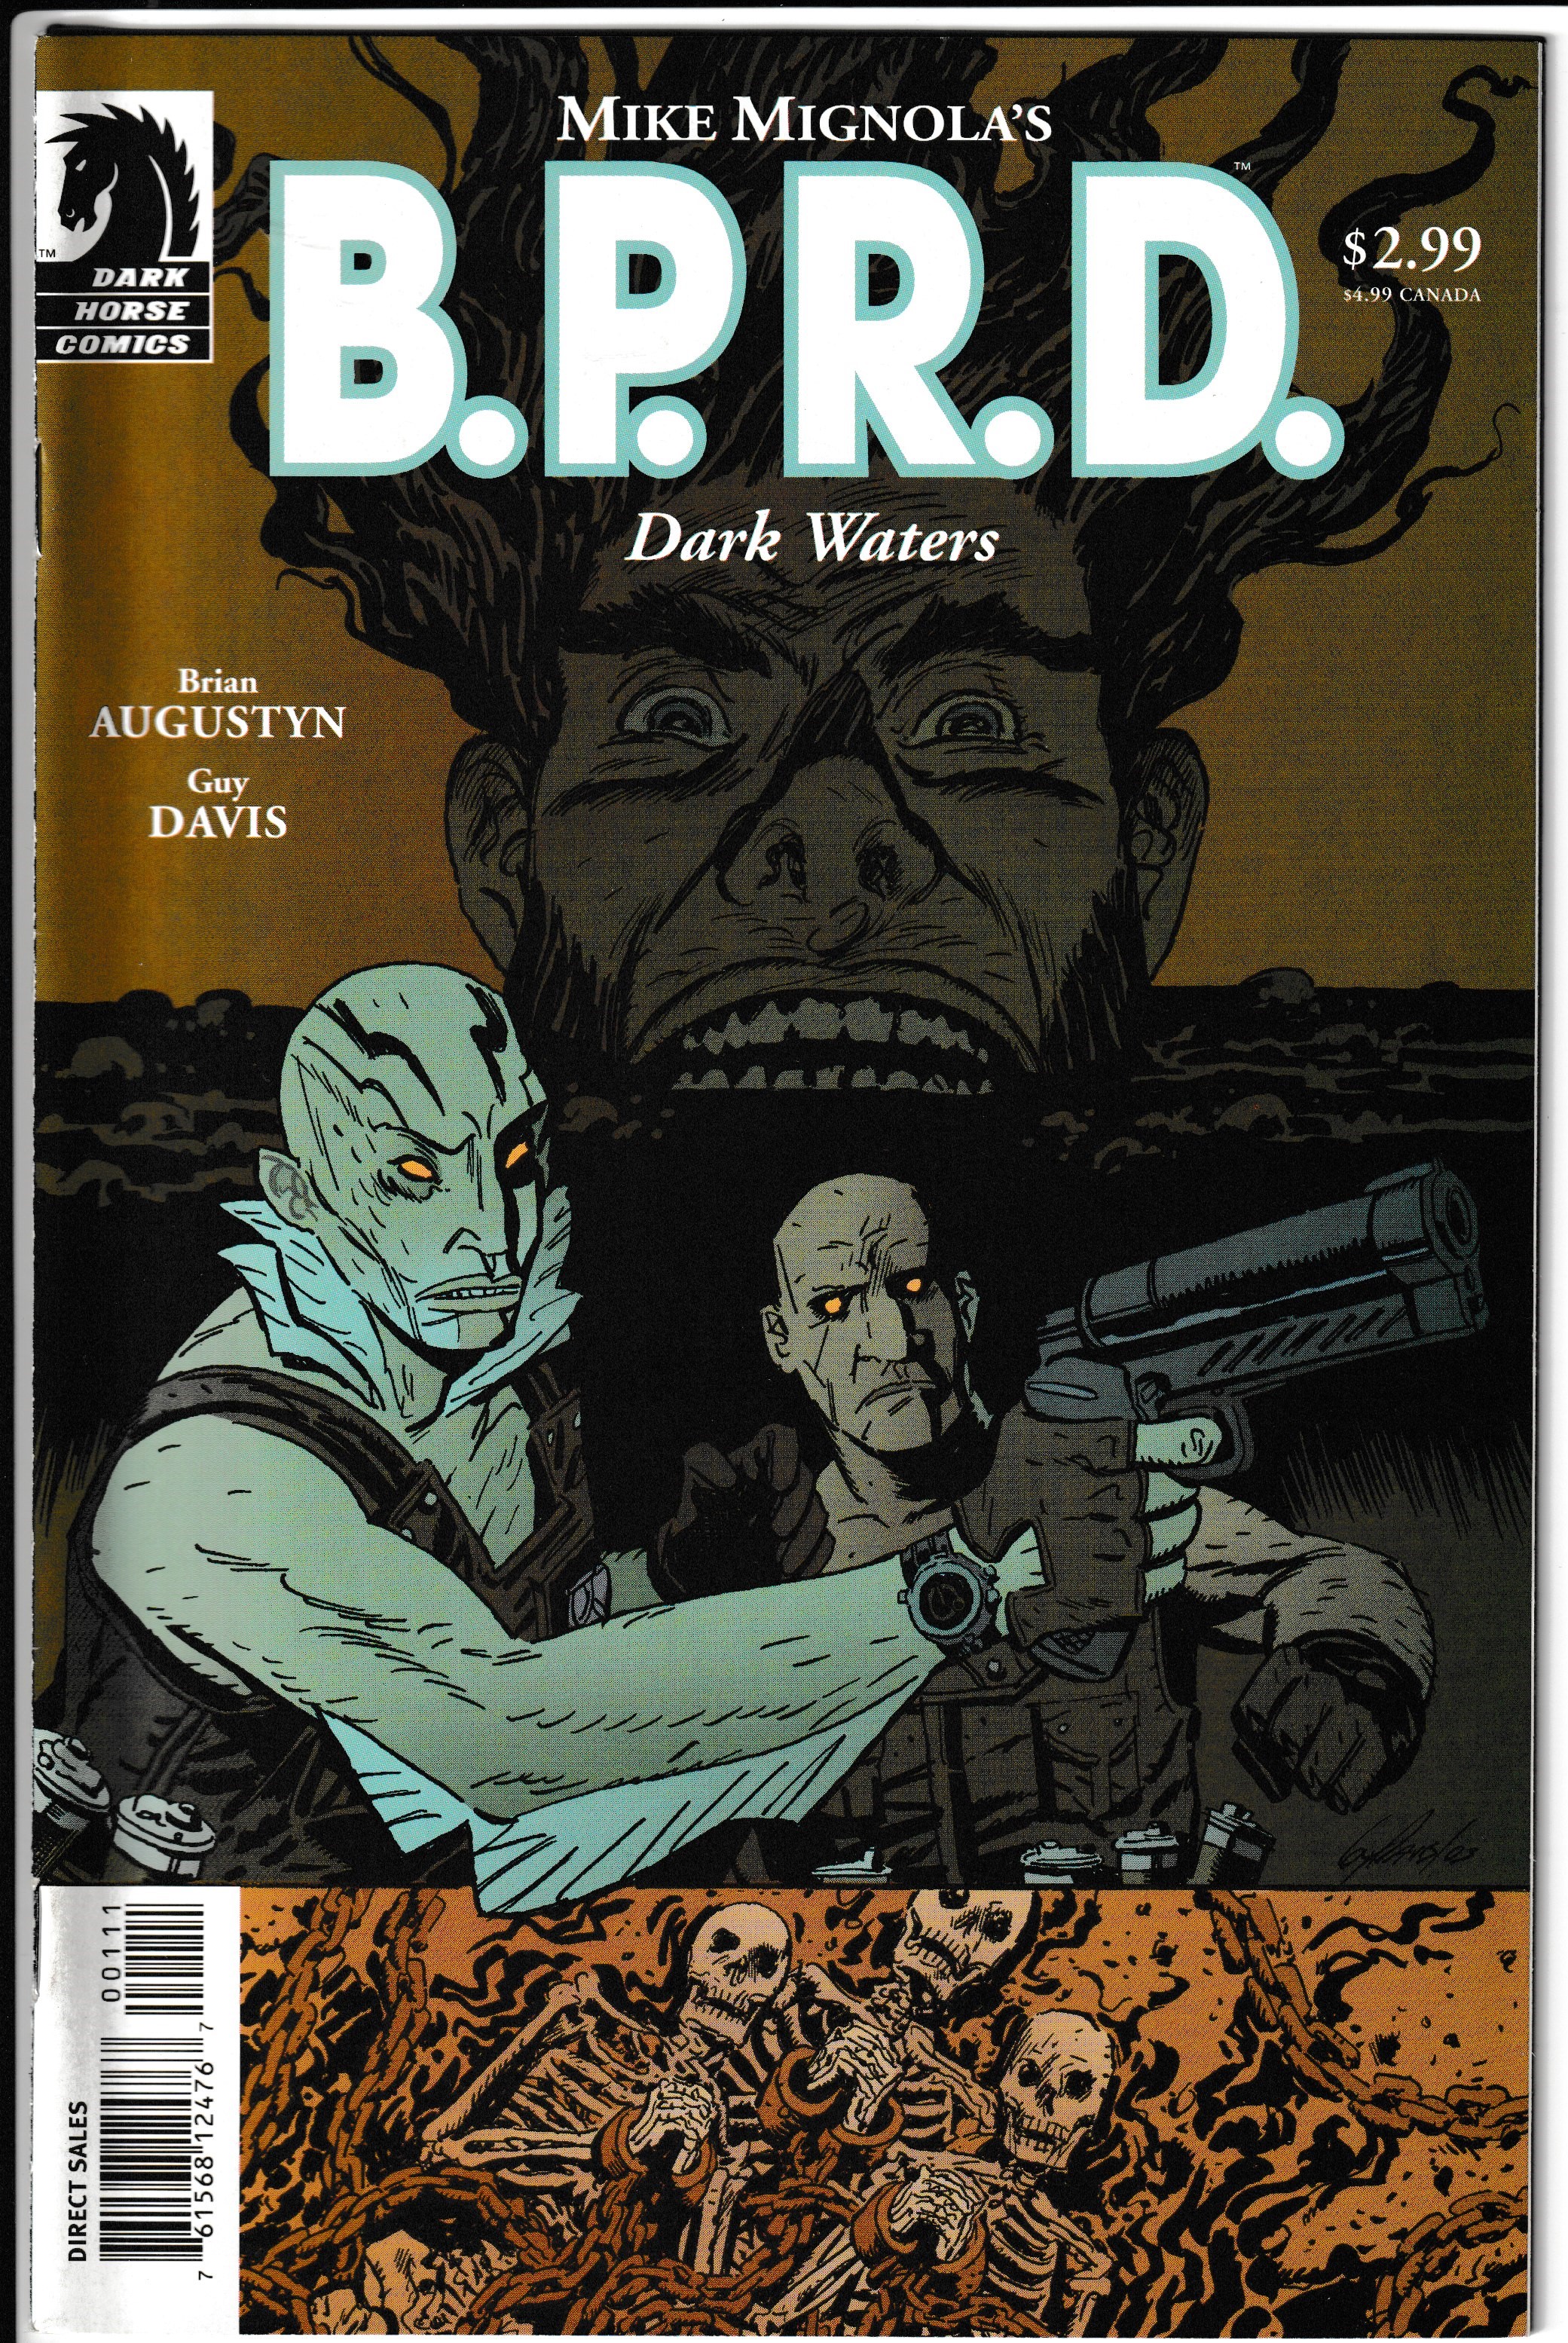 MIKE MIGNOLA'S
B.P.R.D.™
Dark Waters
™
DARK
HORSE
COMICS
$2.99
$4.99 CANADA
Brian
AUGUSTYN
Guy
DAVIS
00111
7 61568 12476 7
DIRECT SALES